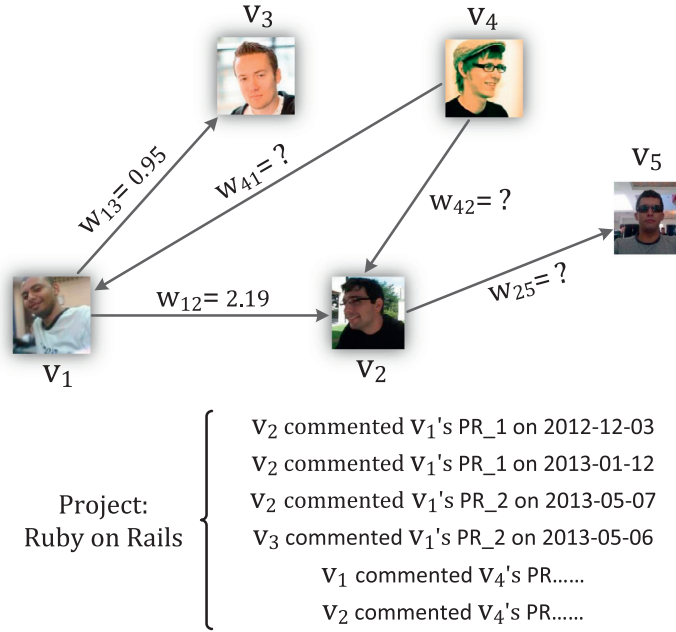 v₃
v₄
w₁₃= 0.95
w₄₁= ?
v₅
w₄₂= ?
w₂₅= ?
w₁₂= 2.19
v₁
v₂
v₂ commented v₁'s PR_1 on 2012-12-03
v₂ commented v₁'s PR_1 on 2013-01-12
Project:
Ruby on Rails
v₂ commented v₁'s PR_2 on 2013-05-07
v₃ commented v₁'s PR_2 on 2013-05-06
v₁ commented v₄'s PR......
v₂ commented v₄'s PR......